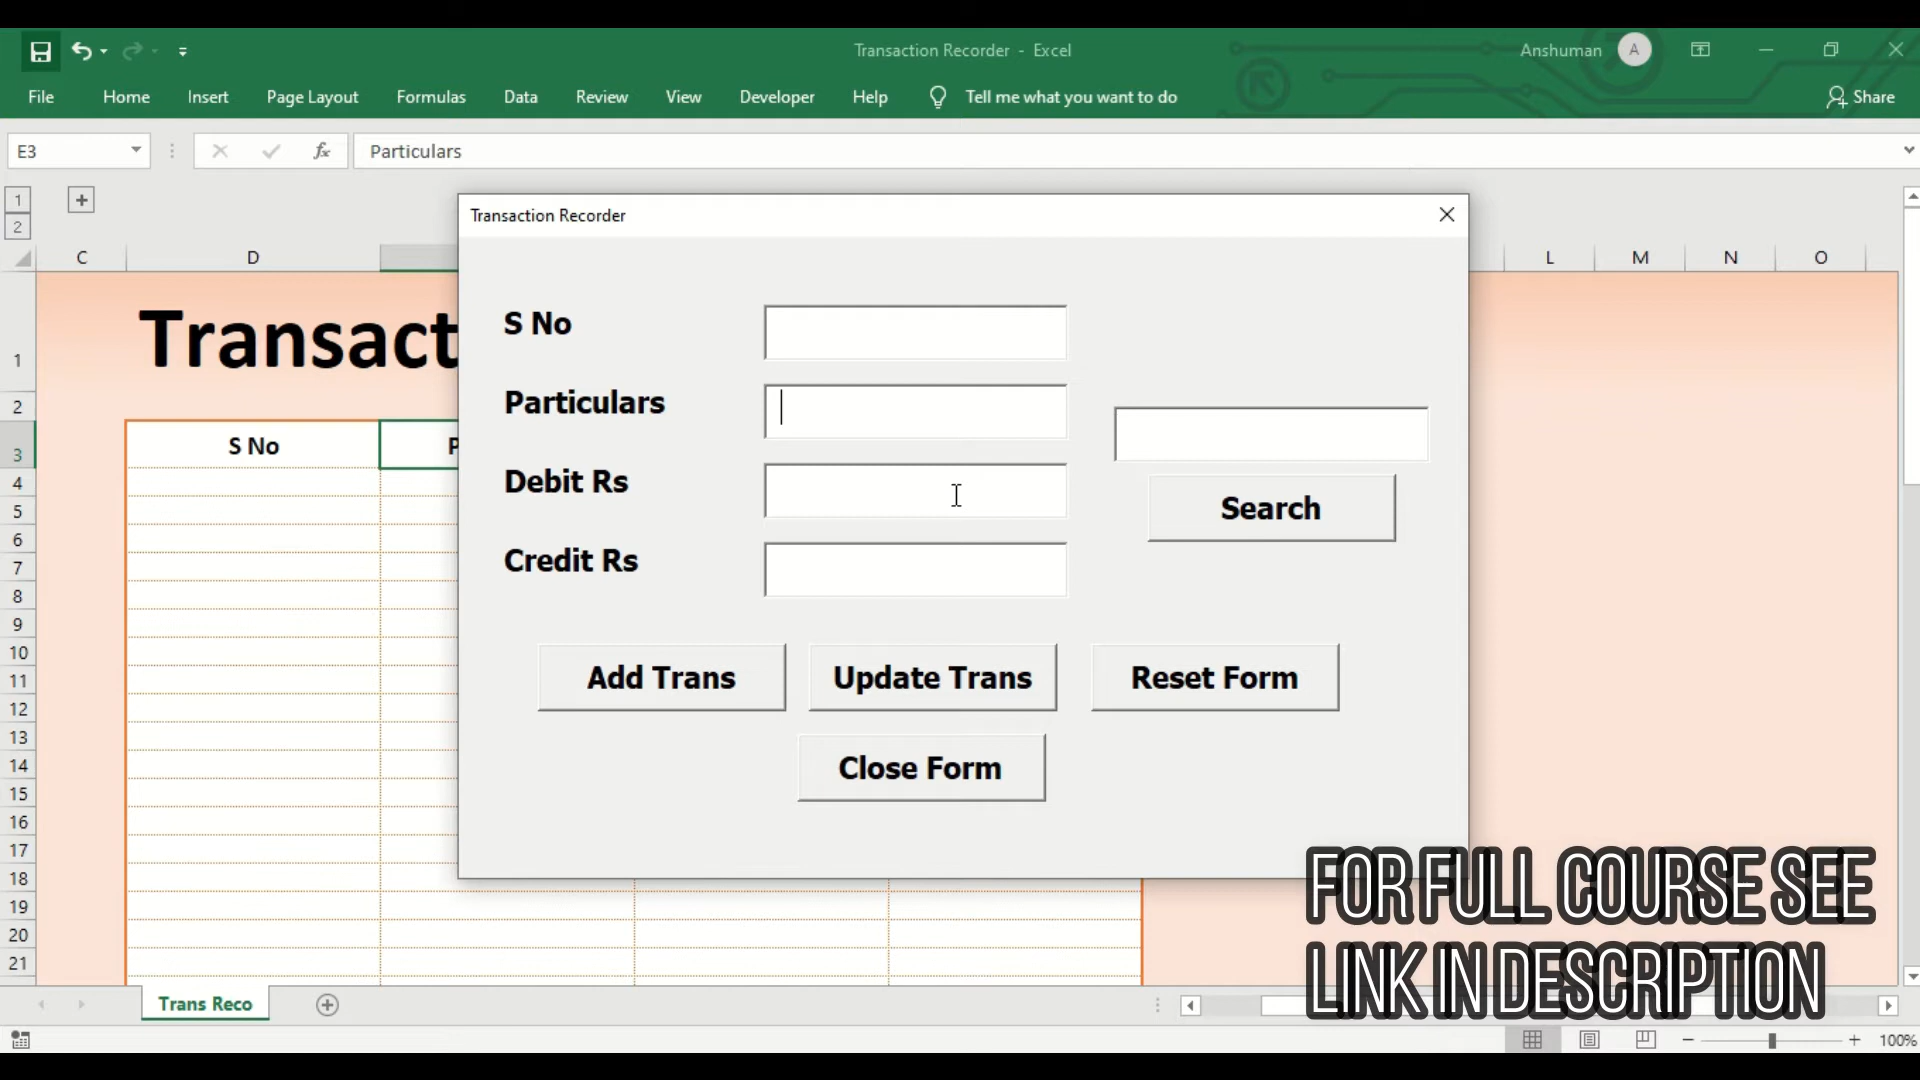 Transaction Recorder - Excel
Anshuman A
File Home Insert Page Layout Formulas Data Review View Developer Help Tell me what you want to do Share
E3 fx Particulars
1
2
C D L M N O
Transaction Recorder
Transact
S No
Particulars
Debit Rs
Credit Rs
Search
Add Trans Update Trans Reset Form
Close Form
S No P
1
2
3
4
5
6
7
8
9
10
11
12
13
14
15
16
17
18
19
20
21
FOR FULL COURSE SEE
LINK IN DESCRIPTION
Trans Reco
100%